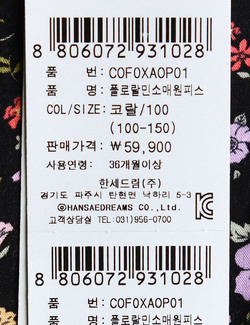 8 806072 931028
품 번: COF0XAOP01
품 명: 플로랄민소매원피스
COL/SIZE: 코랄/100
(100-150)
판매가격: ₩59,900
사용연령: 36개월이상
한세드림(주)
경기도 파주시 탄현면 낙하리 5-3
@HANSAEDREAMS CO., Ltd.
고객상담실 TEL:031)956-0700
8 806072 931028
품 번: COF0XAOP01
품 명: 플로랄민소매원피스